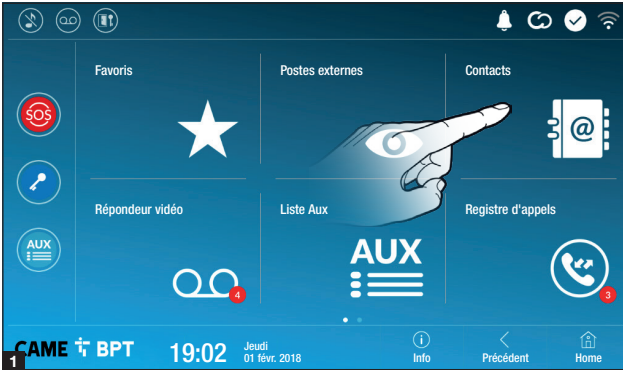 Favoris
Postes externes
Contacts
SOS
@
Répondeur vidéo
Liste Aux
Registre d'appels
AUX
AUX
4
3
CAME BPT
19:02
Jeudi
01 févr. 2018
i
Info
Précédent
Home
1